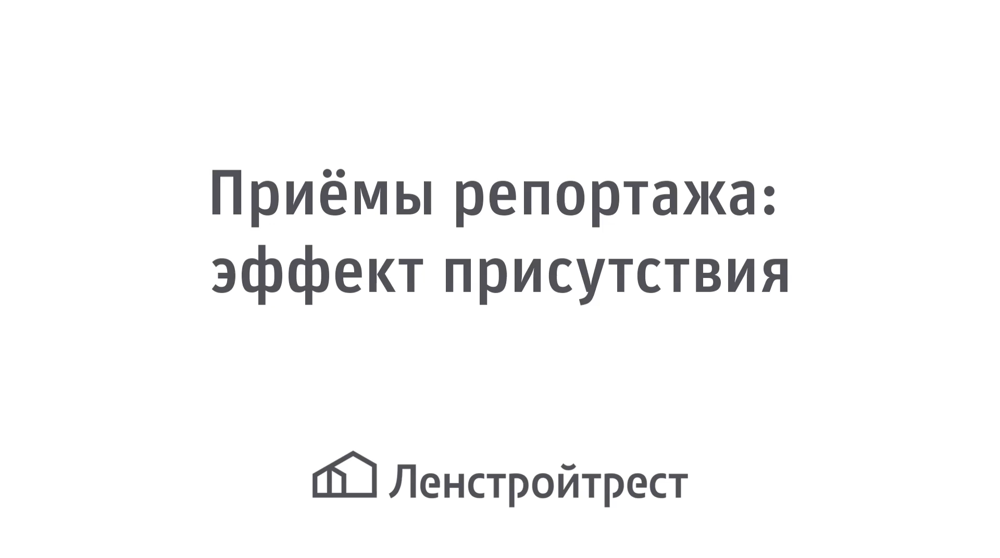 Приёмы репортажа:
эффект присутствия
Ленстройтрест